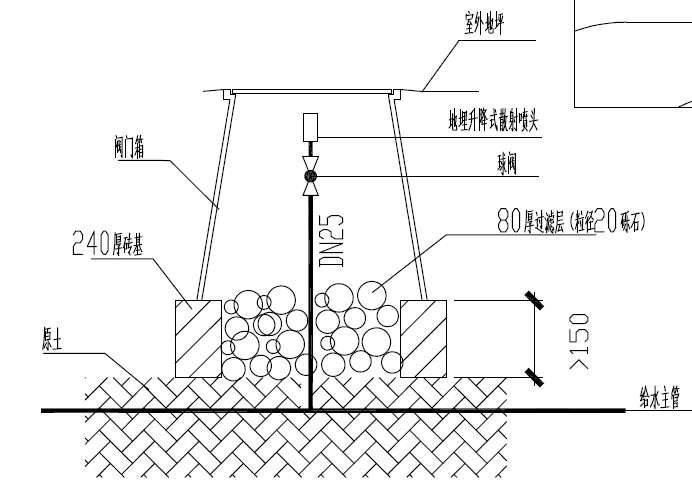 室外地坪
地埋升降式散射喷头
阀门箱
球阀
DN25
80厚过滤层(粒径20砾石)
240厚砖基
原土
>150
给水主管